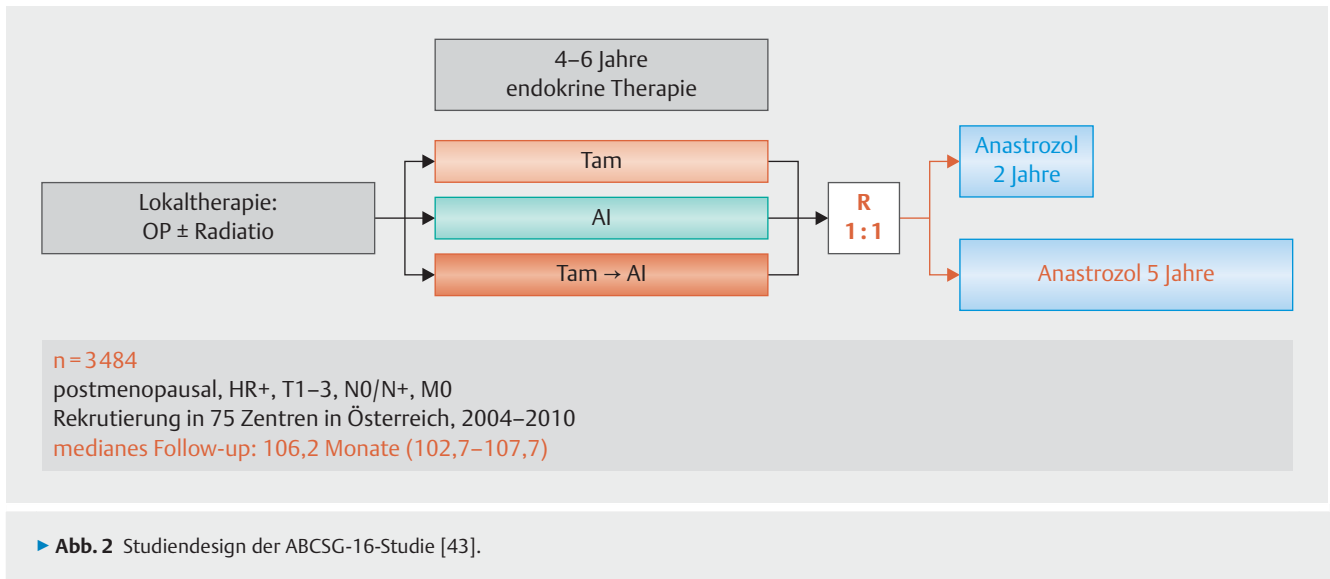 4–6 Jahre
endokrine Therapie
Lokaltherapie:
OP ± Radiatio
Tam
AI
Tam → AI
R
1 : 1
Anastrozol
2 Jahre
Anastrozol 5 Jahre
n = 3484
postmenopausal, HR+, T1–3, N0/N+, M0
Rekrutierung in 75 Zentren in Österreich, 2004–2010
medianes Follow-up: 106,2 Monate (102,7–107,7)
▶ Abb. 2 Studiendesign der ABCSG-16-Studie [43].